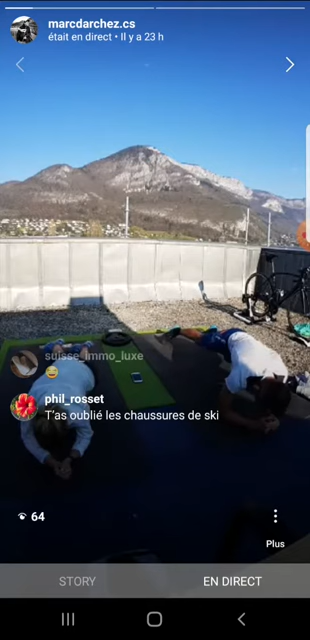 marcdarchez.cs
était en direct • Il y a 23 h
suisse_immo_luxe
😂
phil_rosset
T'as oublié les chaussures de ski
64
Plus
STORY
EN DIRECT